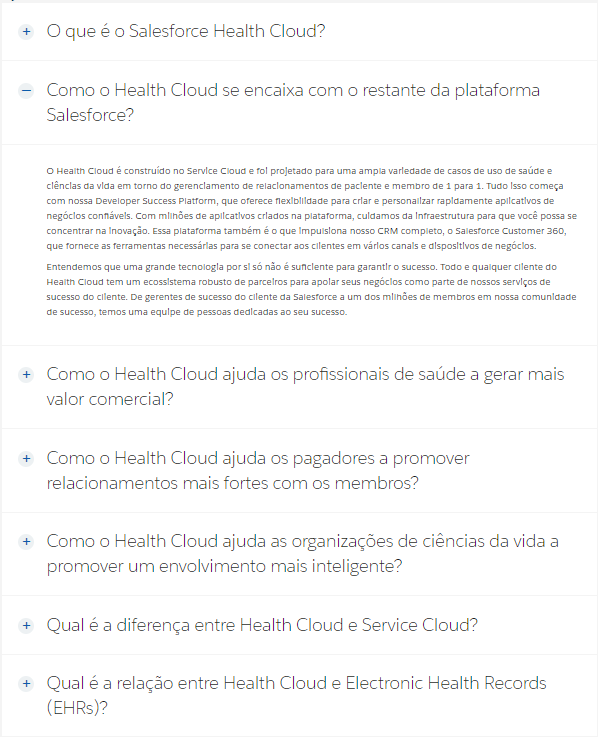 O que é o Salesforce Health Cloud?
Como o Health Cloud se encaixa com o restante da plataforma
Salesforce?
O Health Cloud é construído no Service Cloud e foi projetado para uma ampla variedade de casos de uso de saúde e
ciências da vida em torno do gerenciamento de relacionamentos de paciente e membro de 1 para 1. Tudo isso começa
com nossa Developer Success Platform, que oferece flexibilidade para criar e personalizar rapidamente aplicativos de
negócios confiáveis. Com milhões de aplicativos criados na plataforma, cuidamos da infraestrutura para que você possa se
concentrar na inovação. Essa plataforma também é o que impulsiona nosso CRM completo, o Salesforce Customer 360,
que fornece as ferramentas necessárias para se conectar aos clientes em vários canais e dispositivos de negócios.
Entendemos que uma grande tecnologia por si só não é suficiente para garantir o sucesso. Todo e qualquer cliente do
Health Cloud tem um ecossistema robusto de parceiros para apoiar seus negócios como parte de nossos serviços de
sucesso do cliente. De gerentes de sucesso do cliente da Salesforce a um dos milhões de membros em nossa comunidade
de sucesso, temos uma equipe de pessoas dedicadas ao seu sucesso.
Como o Health Cloud ajuda os profissionais de saúde a gerar mais
valor comercial?
Como o Health Cloud ajuda os pagadores a promover
relacionamentos mais fortes com os membros?
Como o Health Cloud ajuda as organizações de ciências da vida a
promover um envolvimento mais inteligente?
Qual é a diferença entre Health Cloud e Service Cloud?
Qual é a relação entre Health Cloud e Electronic Health Records
(EHRs)?